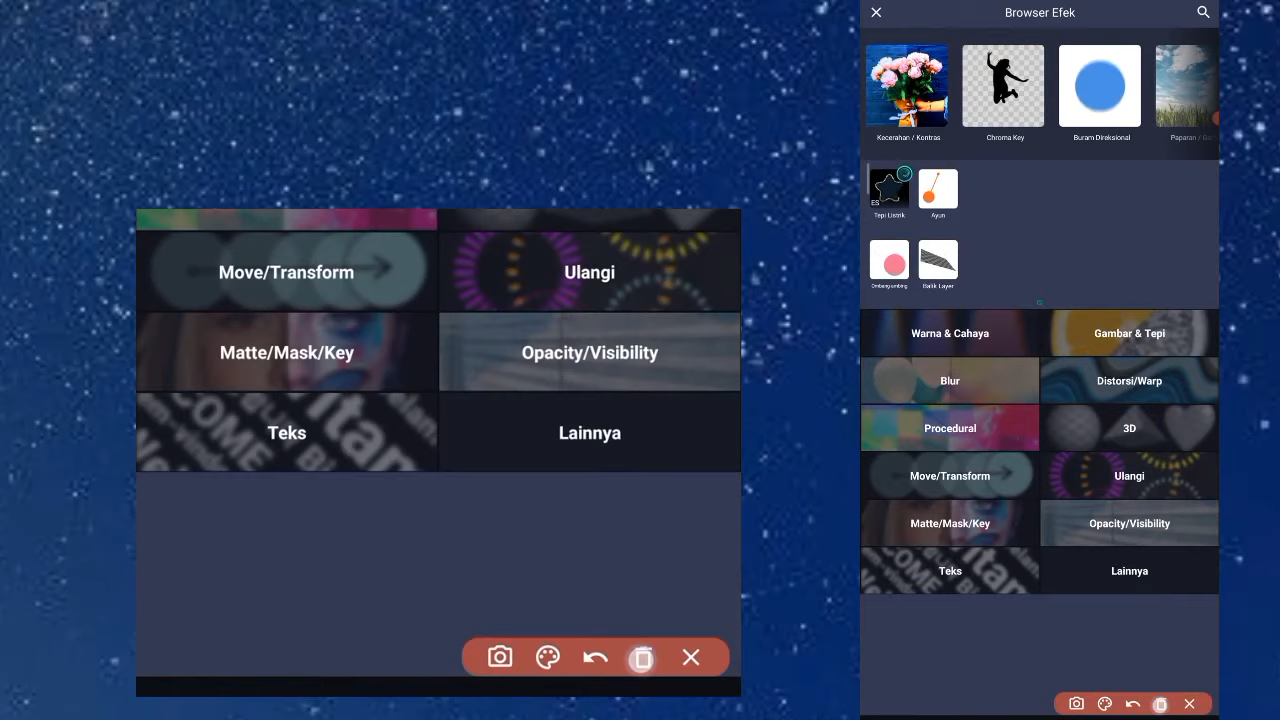 Browser Efek
Kecerahan / Kontras
Chroma Key
Buram Direksional
ES
Tepi Listrik
Ayun
Balik Layer
Warna & Cahaya
Gambar & Tepi
Blur
Distorsi/Warp
Procedural
3D
Move/Transform
Ulangi
Matte/Mask/Key
Opacity/Visibility
Teks
Lainnya
Move/Transform
Ulangi
Matte/Mask/Key
Opacity/Visibility
Teks
Lainnya